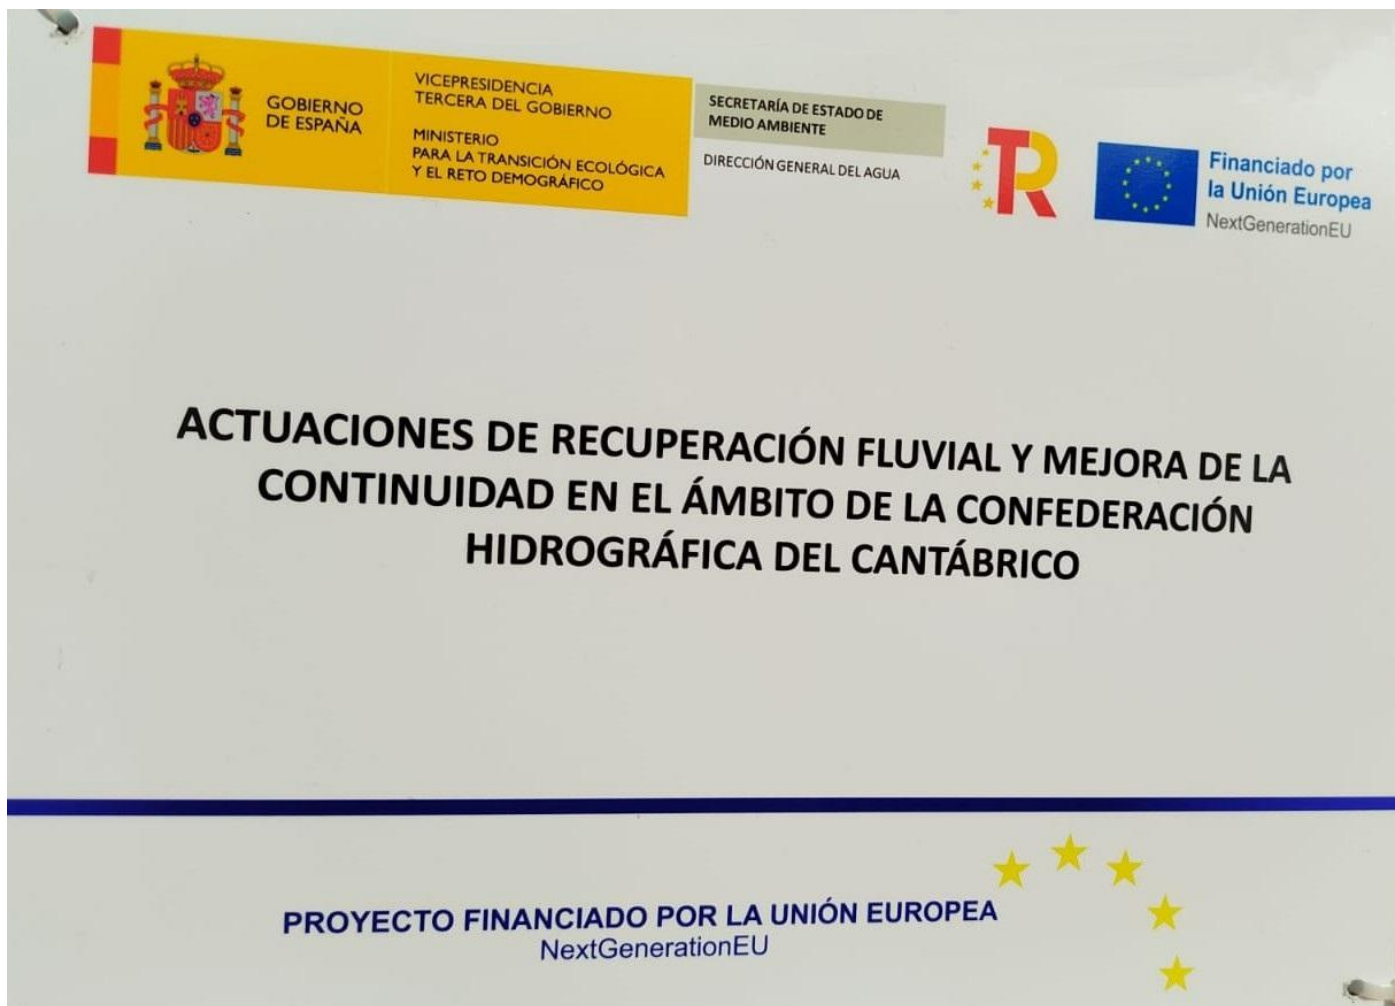 GOBIERNO
DE ESPAÑA
VICEPRESIDENCIA
TERCERA DEL GOBIERNO
MINISTERIO
PARA LA TRANSICIÓN ECOLÓGICA
Y EL RETO DEMOGRÁFICO
SECRETARÍA DE ESTADO DE
MEDIO AMBIENTE
DIRECCIÓN GENERAL DEL AGUA
TR
Financiado por
la Unión Europea
NextGenerationEU
ACTUACIONES DE RECUPERACIÓN FLUVIAL Y MEJORA DE LA
CONTINUIDAD EN EL ÁMBITO DE LA CONFEDERACIÓN
HIDROGRÁFICA DEL CANTÁBRICO
PROYECTO FINANCIADO POR LA UNIÓN EUROPEA
NextGenerationEU